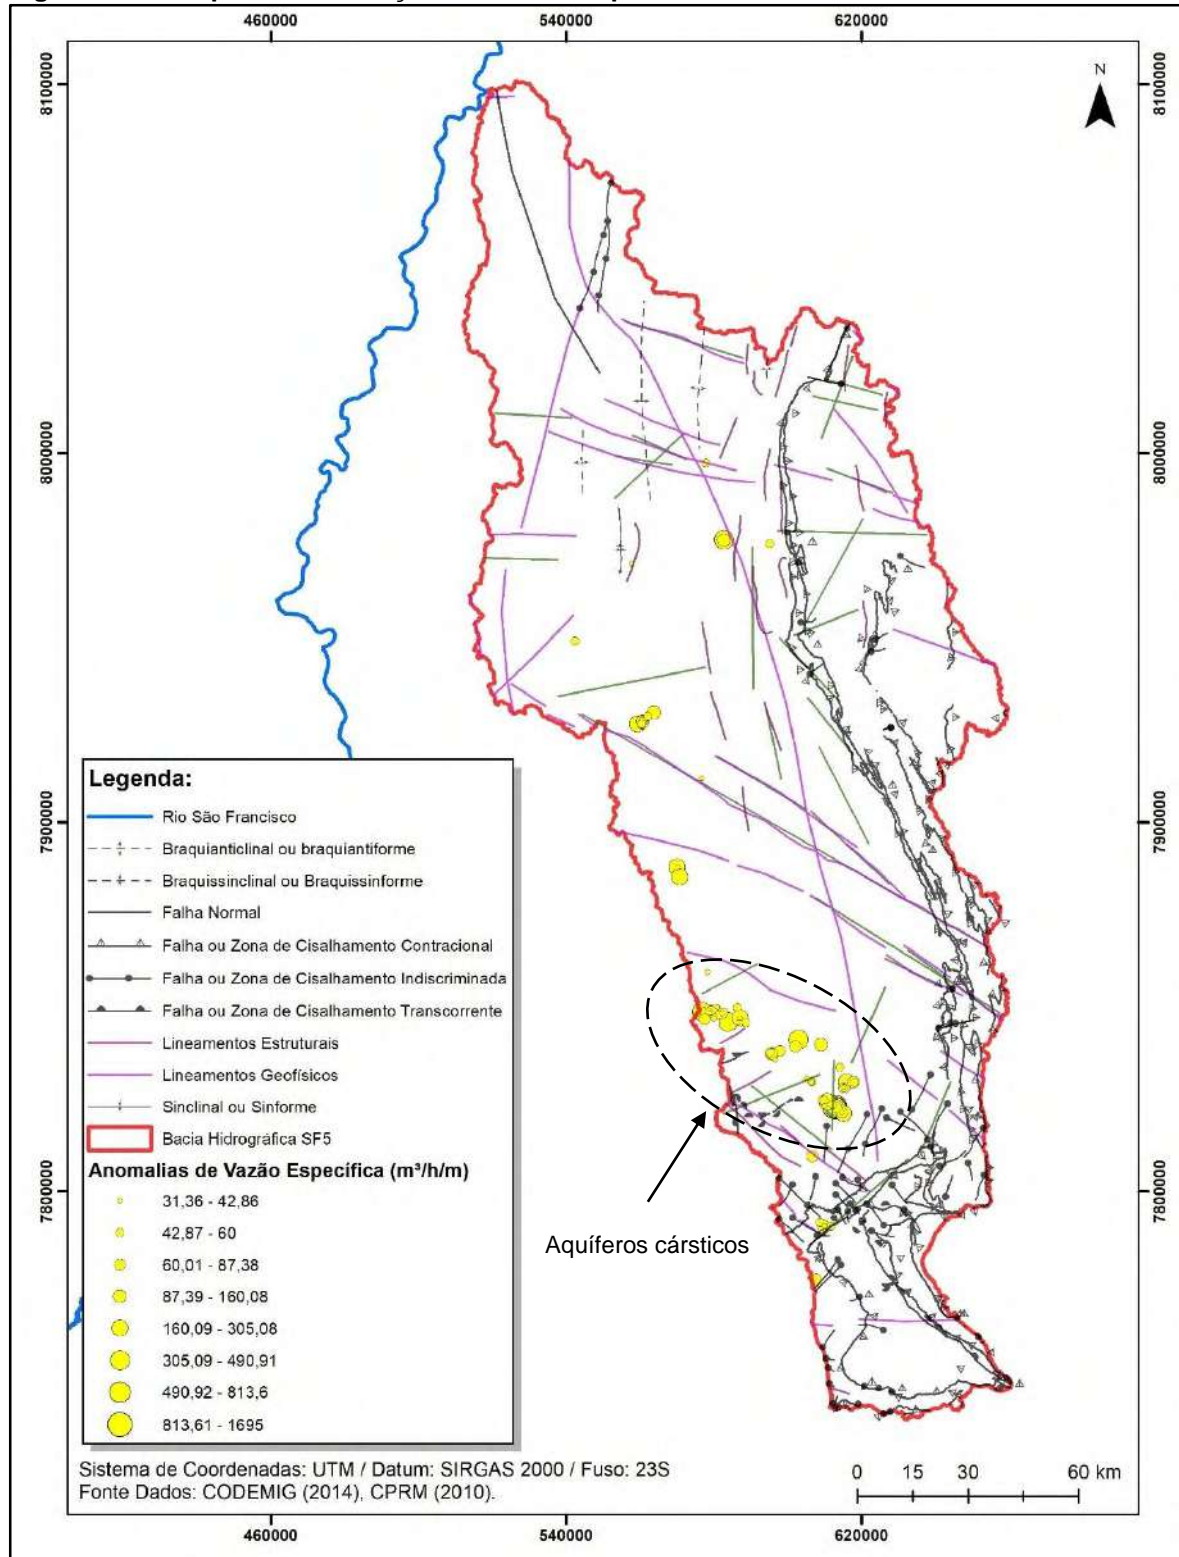 460000
540000
620000
8100000
8100000
N
8000000
8000000
7900000
7900000
7800000
7800000
Legenda:
Rio São Francisco
Braquianticlinal ou braquiantiforme
Braquissinclinal ou Braquissinforme
Falha Normal
Falha ou Zona de Cisalhamento Contracional
Falha ou Zona de Cisalhamento Indiscriminada
Falha ou Zona de Cisalhamento Transcorrente
Lineamentos Estruturais
Lineamentos Geofísicos
Sinclinal ou Sinforme
Bacia Hidrográfica SF5
Anomalias de Vazão Específica (m³/h/m)
31,36 - 42,86
42,87 - 60
60,01 - 87,38
87,39 - 160,08
160,09 - 305,08
305,09 - 490,91
490,92 - 813,6
813,61 - 1695
Aquíferos cársticos
Sistema de Coordenadas: UTM / Datum: SIRGAS 2000 / Fuso: 23S
Fonte Dados: CODEMIG (2014), CPRM (2010).
0 15 30 60 km
460000
540000
620000